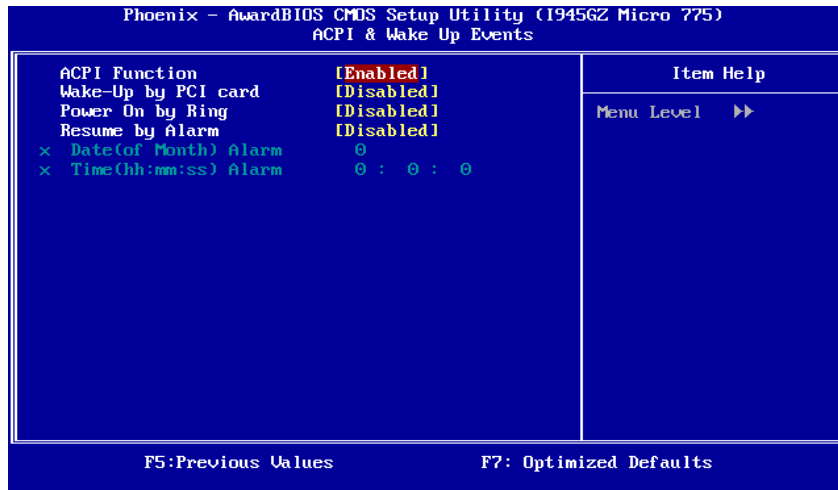 Phoenix - AwardBIOS CMOS Setup Utility (I945GZ Micro 775)
ACPI & Wake Up Events
ACPI Function [Enabled]
Wake-Up by PCI card [Disabled]
Power On by Ring [Disabled]
Resume by Alarm [Disabled]
x Date(of Month) Alarm 0
x Time(hh:mm:ss) Alarm 0 : 0 : 0
Item Help
Menu Level ▶▶
F5:Previous Values F7: Optimized Defaults